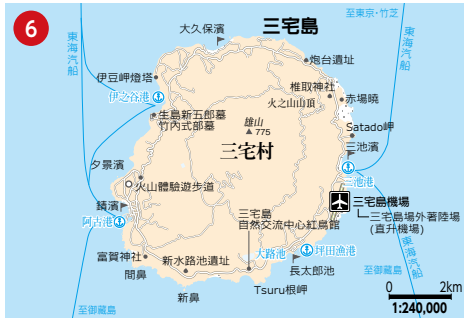 6
三宅島
至東京・竹芝
東海汽船
東海汽船
大久保濱
炮台遺址
伊豆岬燈塔
椎取神社
伊之谷港
火之山山頂
赤場曉
生島新五郎墓
竹內式部墓
雄山
775
Satado岬
三池濱
三宅村
夕景濱
三池港
火山體驗遊步道
三宅島機場
錆濱
三宅島
自然交流中心紅鳥館
三宅島場外著陸場
(直升機場)
阿古港
富賀神社
大路池
坪田漁港
間鼻
新水路池遺址
長太郎池
新鼻
Tsuru根岬
至御藏島
至御藏島
0 2km
1:240,000